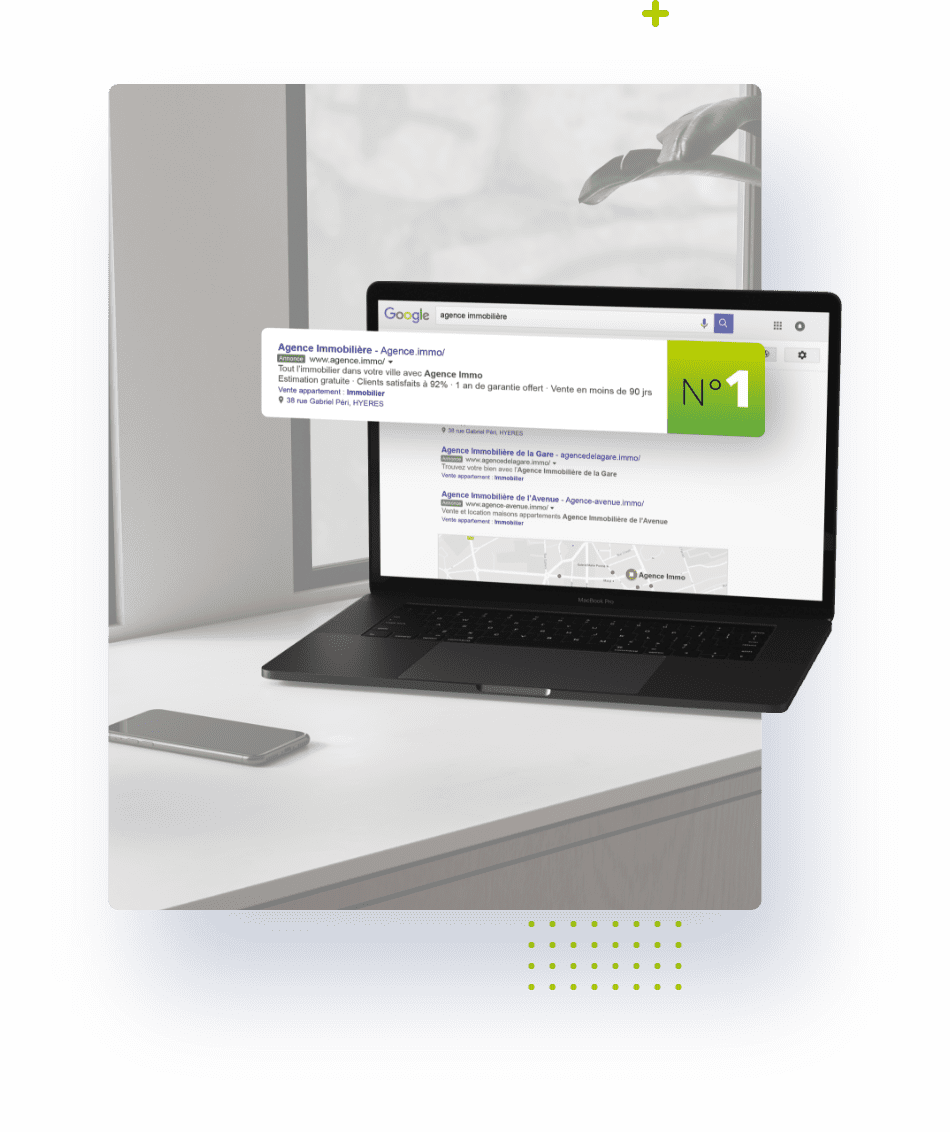 Google agence immobilière
Agence Immobilière - Agence.immo/
Annonce www.agence.immo/
Tout l'immobilier dans votre ville avec Agence Immo
Estimation gratuite · Clients satisfaits à 92% · 1 an de garantie offert · Vente en moins de 90 jrs
Vente appartement : Immobilier
38 rue Gabriel Péri, HYERES
N°1
38 rue Gabriel Péri, HYERES
Agence Immobilière de la Gare - agencedelagare.immo/
Annonce www.agencedelagare.immo/
Trouvez votre bien avec l'Agence Immobilière de la Gare
Vente appartement : Immobilier
Agence Immobilière de l'Avenue - Agence-avenue.immo/
Annonce www.agence-avenue.immo/
Vente et location maisons appartements Agence Immobilière de l'Avenue
Vente appartement : Immobilier
Agence Immo
MacBook Pro